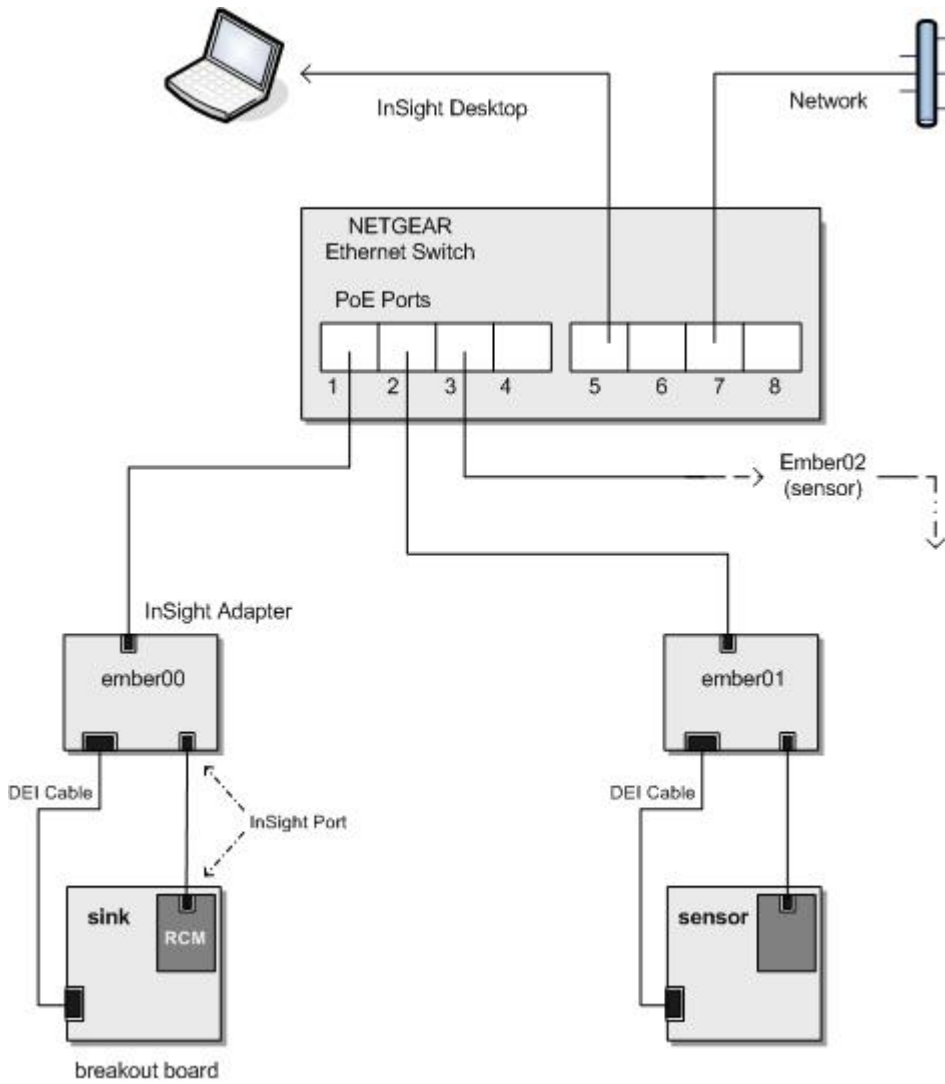 InSight Desktop
Network
NETGEAR
Ethernet Switch
PoE Ports
1 2 3 4 5 6 7 8
Ember02
(sensor)
InSight Adapter
ember00
ember01
DEI Cable
InSight Port
DEI Cable
sink
RCM
sensor
breakout board